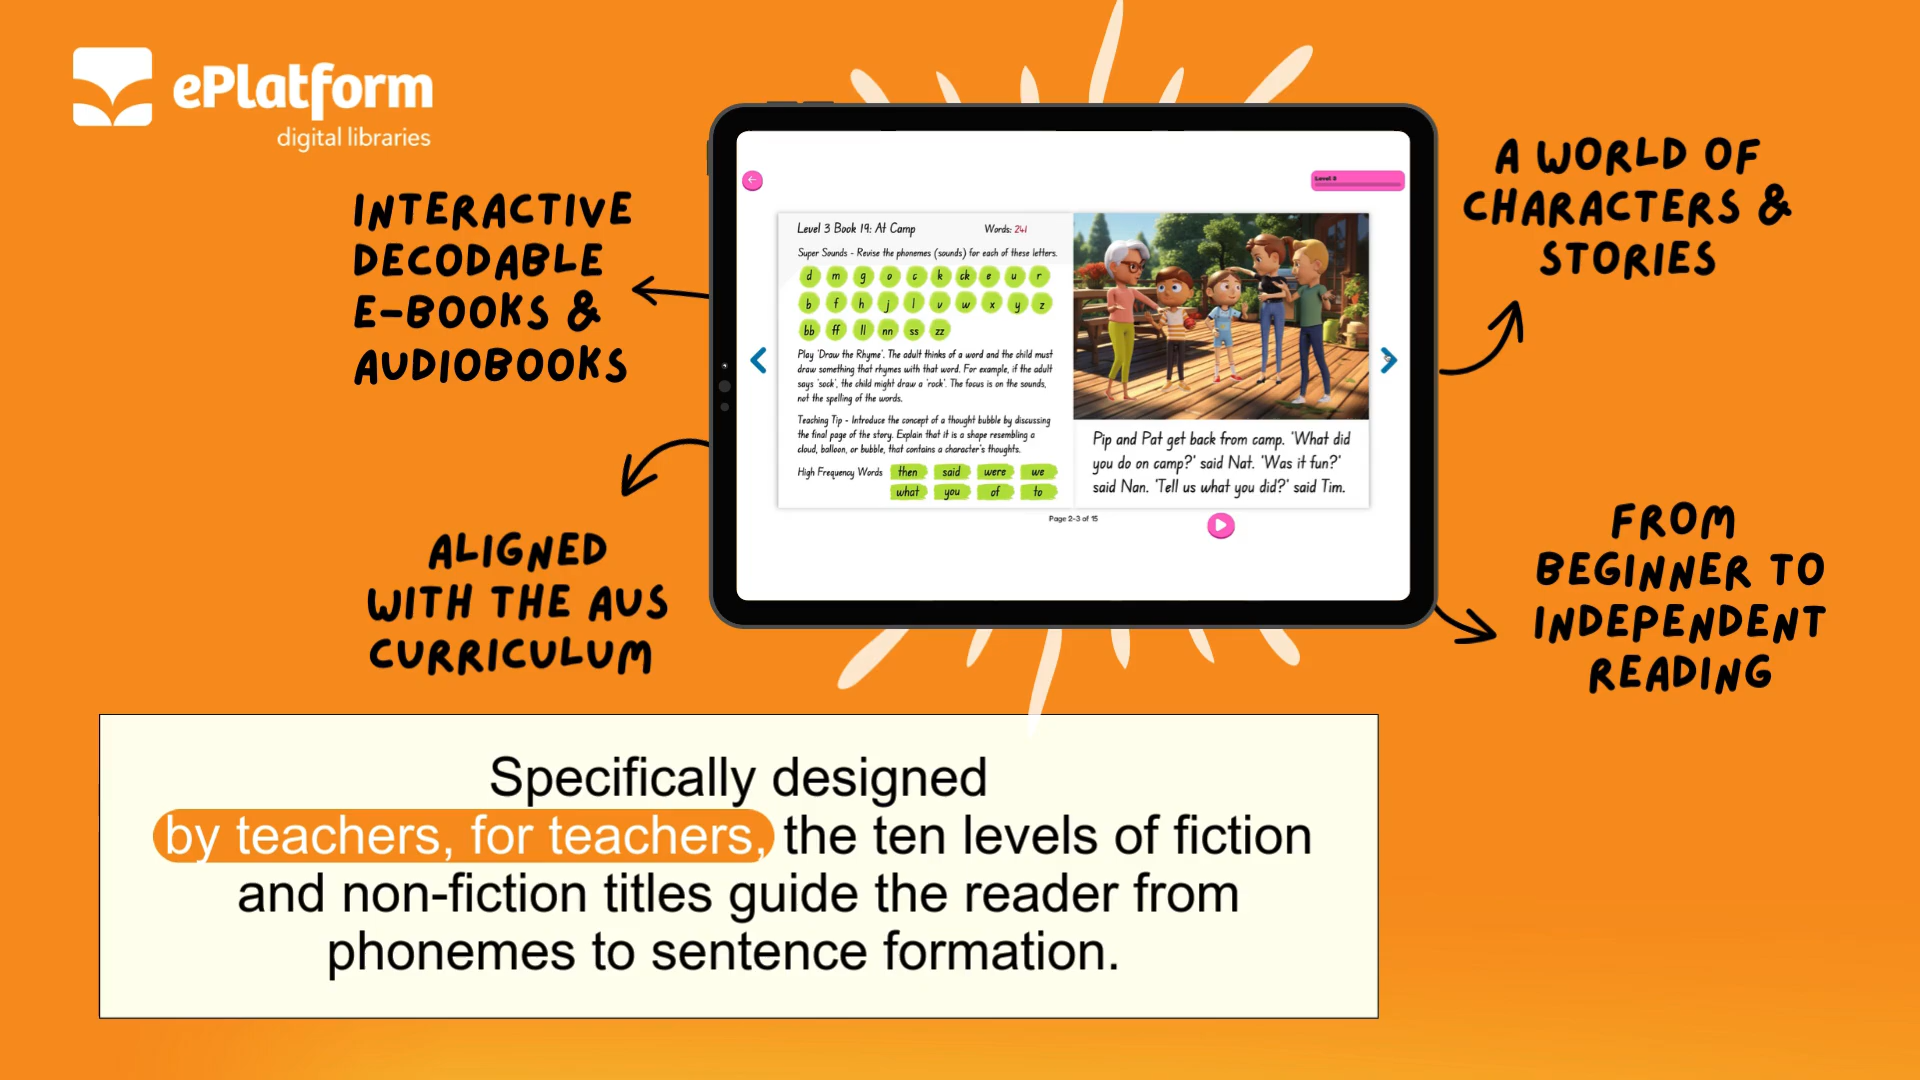 ePlatform
digital libraries
INTERACTIVE
DECODABLE
E-BOOKS &
AUDIOBOOKS
ALIGNED
WITH THE AUS
CURRICULUM
Level 3
Level 3 Book 19: At Camp Words: 241
Super Sounds - Revise the phonemes (sounds) for each of these letters.
d m g o c k ck e u r
b f h j l v w x y z
bb ff ll nn ss zz
Play 'Draw the Rhyme'. The adult thinks of a word and the child must
draw something that rhymes with that word. For example, if the adult
says 'sock', the child might draw a 'rock'. The focus is on the sounds,
not the spelling of the words.
Teaching Tip - Introduce the concept of a thought bubble by discussing
the final page of the story. Explain that it is a shape resembling a
cloud, balloon, or bubble, that contains a character's thoughts.
High Frequency Words then said were we
what you of to
Pip and Pat get back from camp. 'What did
you do on camp?' said Nat. 'Was it fun?'
said Nan. 'Tell us what you did?' said Tim.
Page 2-3 of 15
A WORLD OF
CHARACTERS &
STORIES
FROM
BEGINNER TO
INDEPENDENT
READING
Specifically designed
by teachers, for teachers, the ten levels of fiction
and non-fiction titles guide the reader from
phonemes to sentence formation.